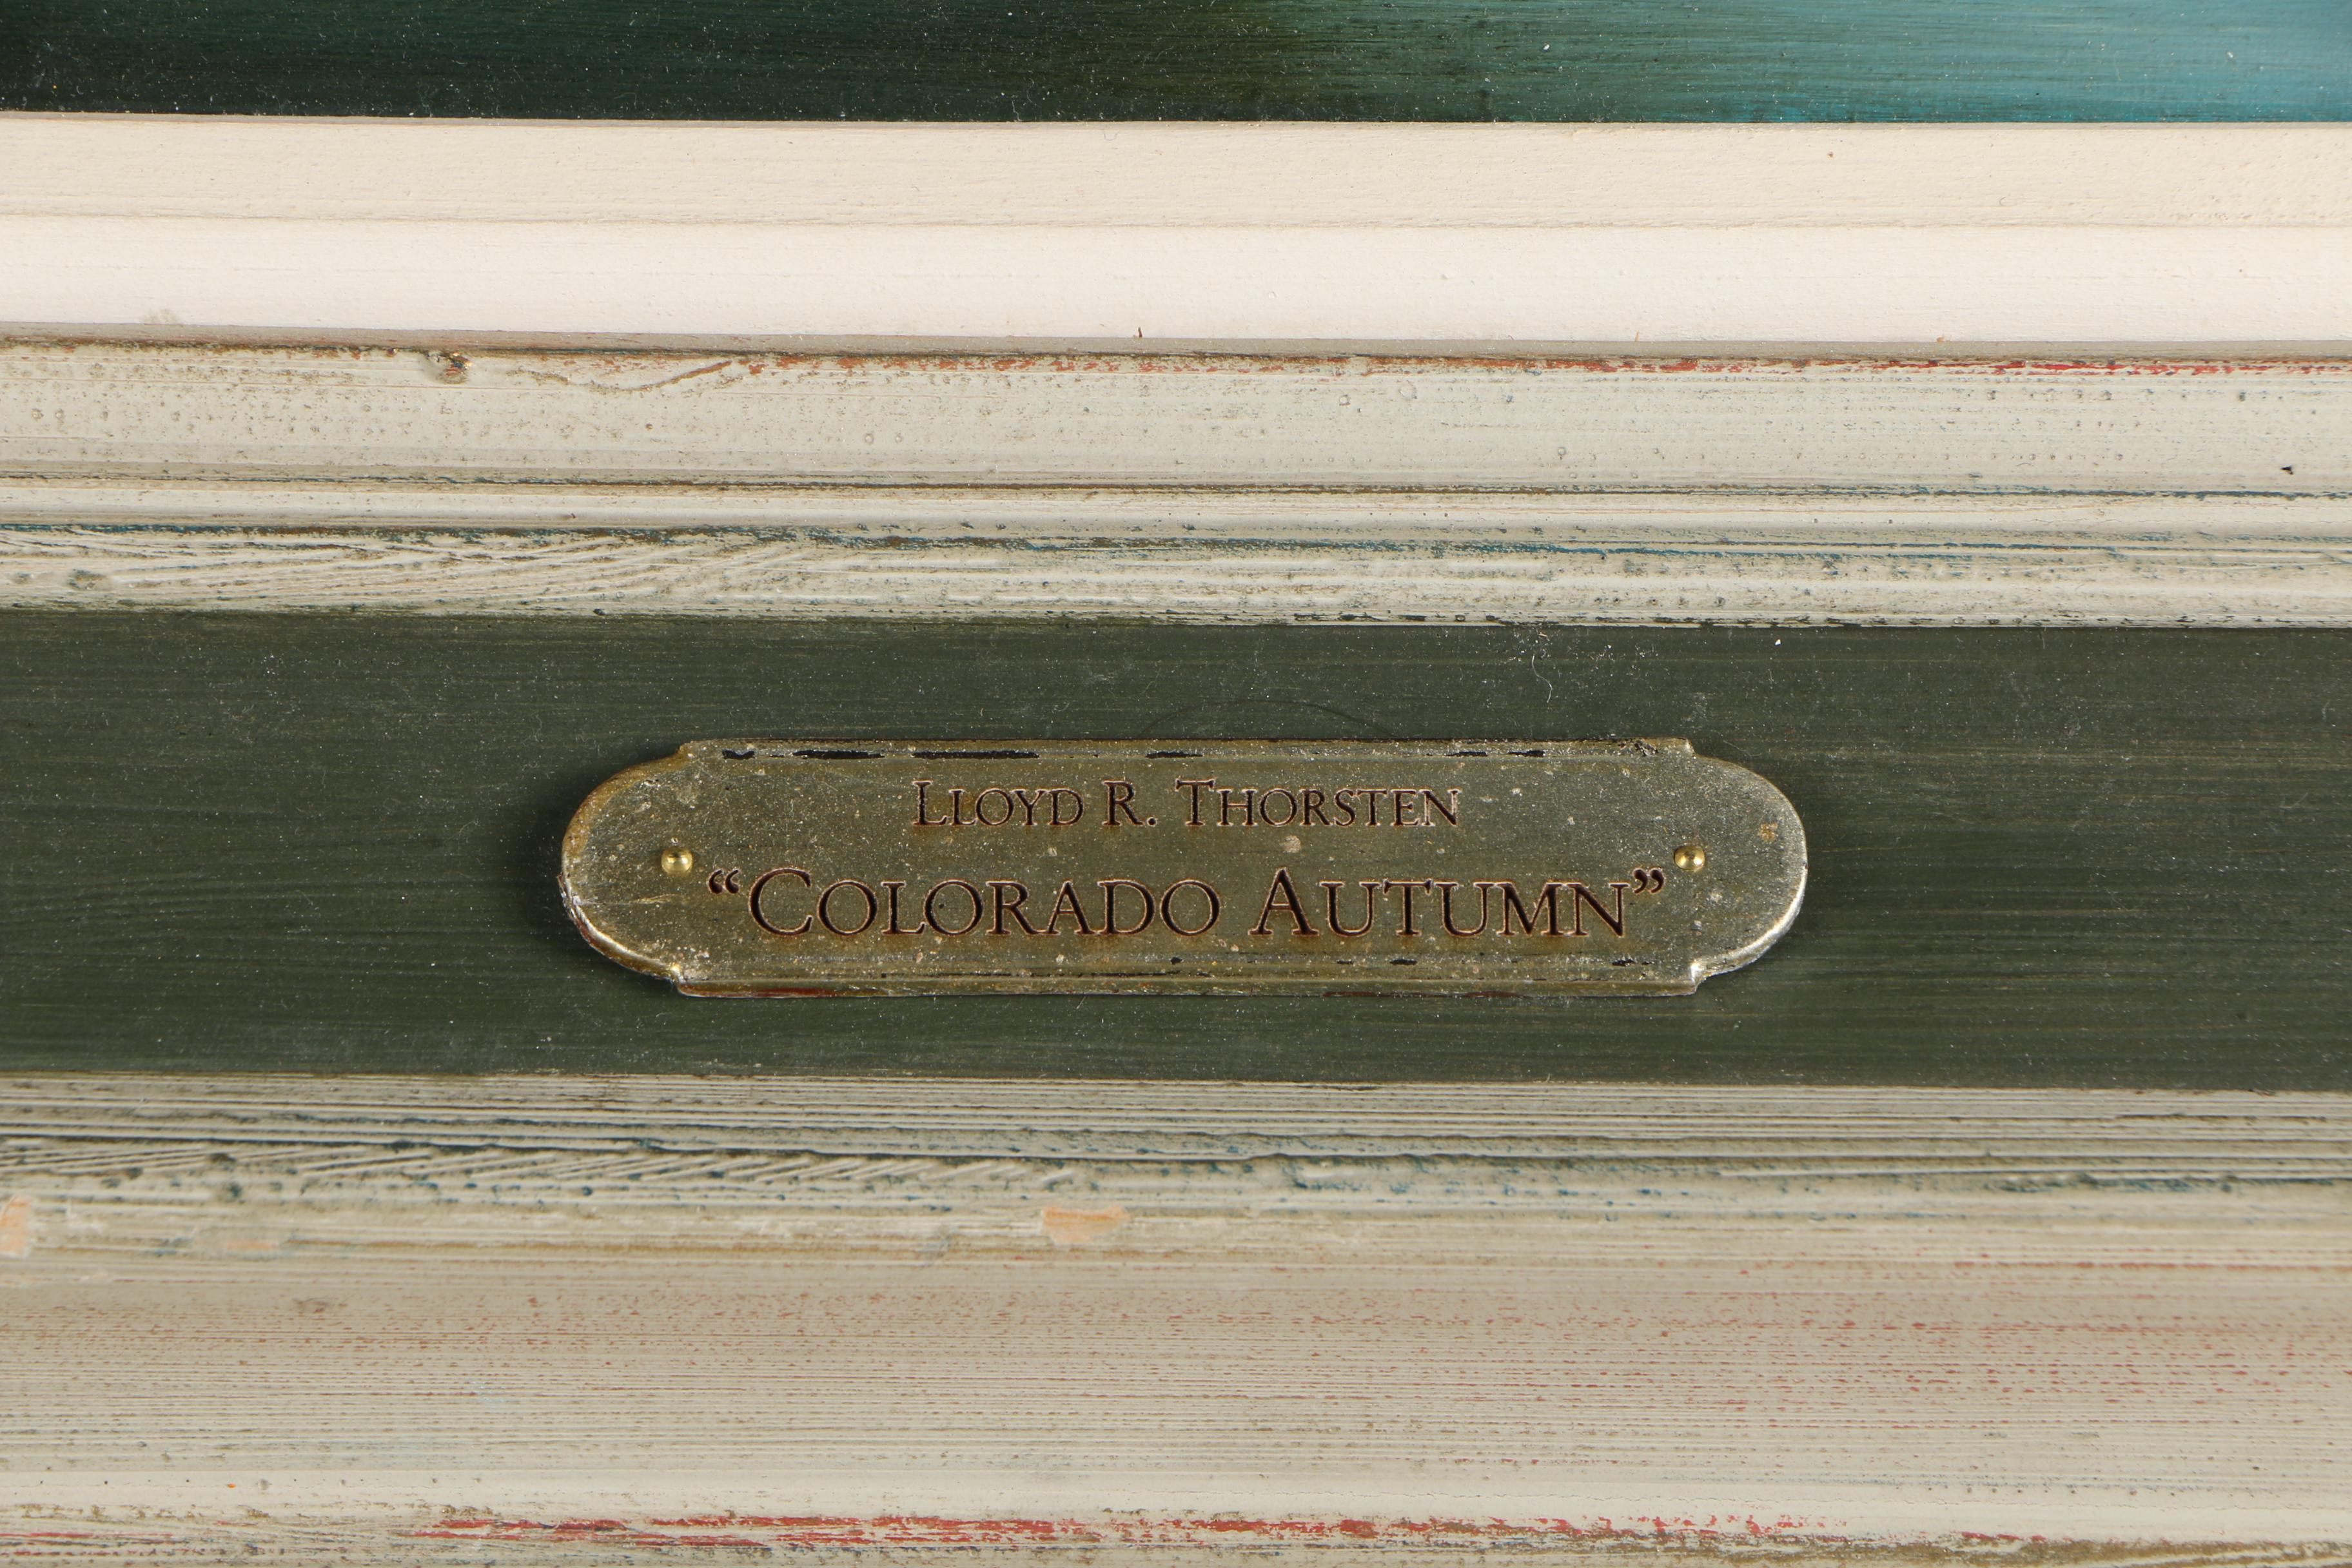 Lloyd R. Thorsten
“Colorado Autumn”